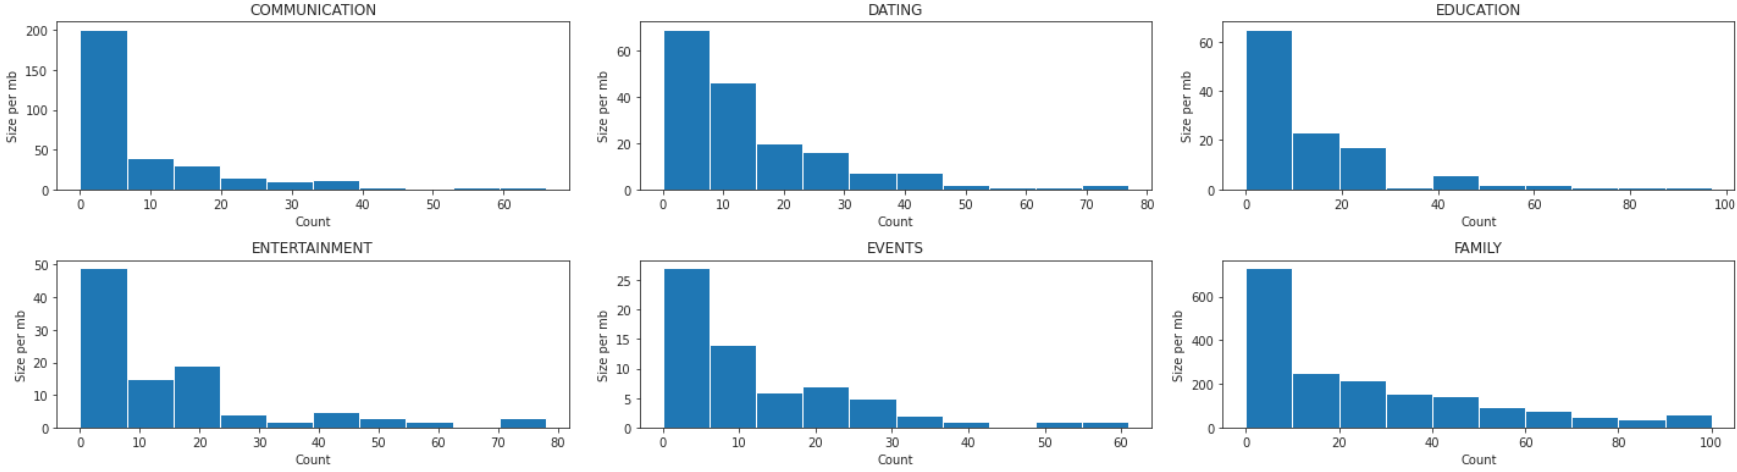 COMMUNICATION
200
150
100
50
0
Size per mb
0 10 20 30 40 50 60
Count
DATING
60
40
20
0
Size per mb
0 10 20 30 40 50 60 70 80
Count
EDUCATION
60
40
20
0
Size per mb
0 20 40 60 80 100
Count
ENTERTAINMENT
50
40
30
20
10
0
Size per mb
0 10 20 30 40 50 60 70 80
Count
EVENTS
25
20
15
10
5
0
Size per mb
0 10 20 30 40 50 60
Count
FAMILY
600
400
200
0
Size per mb
0 20 40 60 80 100
Count